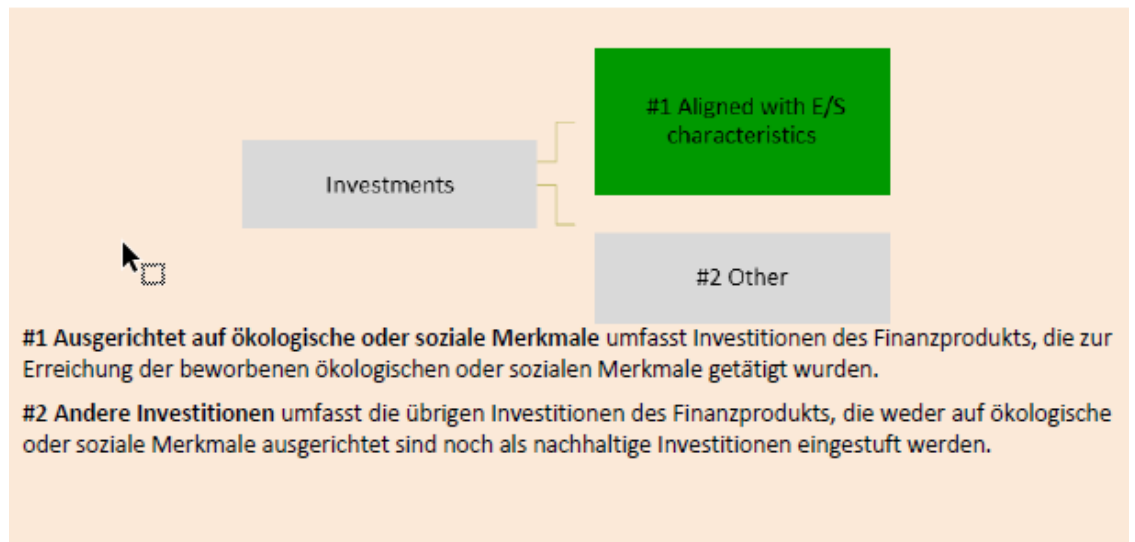 #1 Aligned with E/S
characteristics
Investments
#2 Other
#1 Ausgerichtet auf ökologische oder soziale Merkmale umfasst Investitionen des Finanzprodukts, die zur
Erreichung der beworbenen ökologischen oder sozialen Merkmale getätigt wurden.
#2 Andere Investitionen umfasst die übrigen Investitionen des Finanzprodukts, die weder auf ökologische
oder soziale Merkmale ausgerichtet sind noch als nachhaltige Investitionen eingestuft werden.